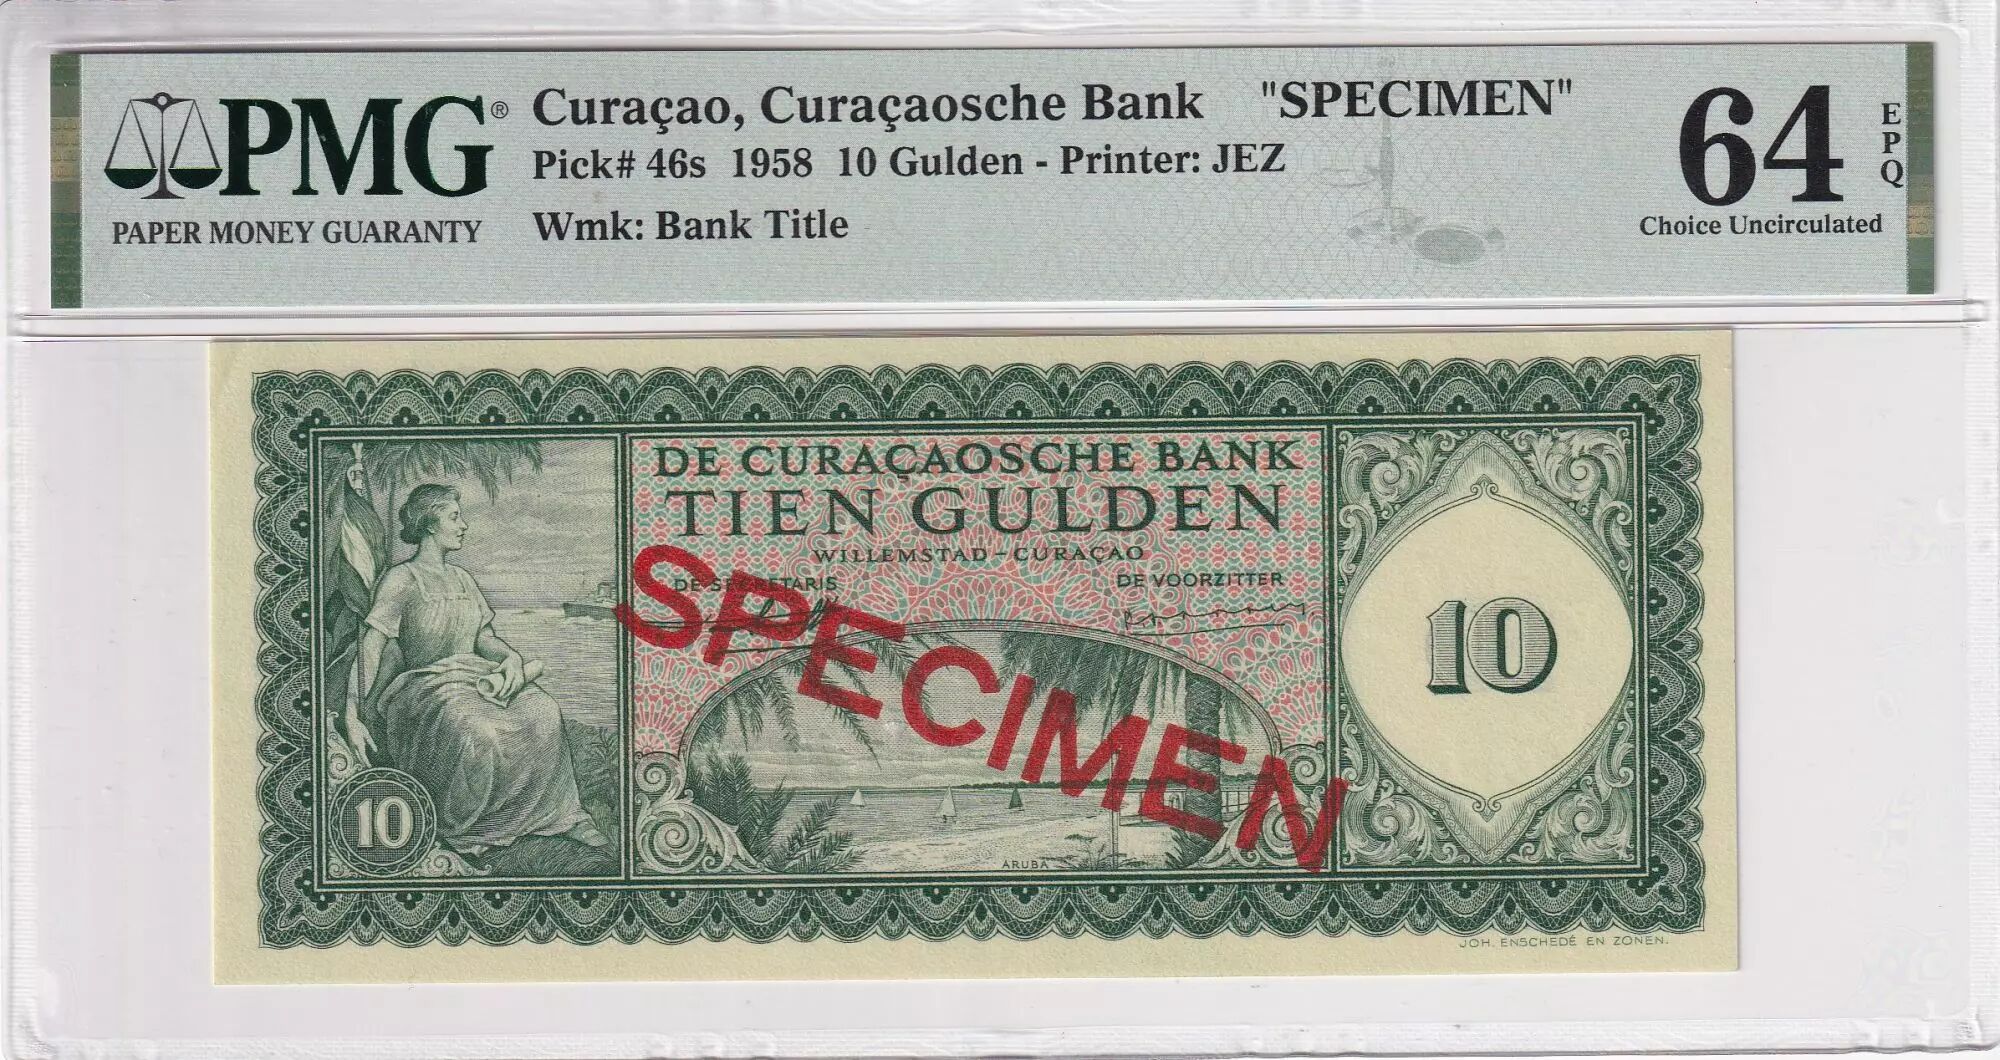 PMG®
PAPER MONEY GUARANTY
Curaçao, Curaçaosche Bank "SPECIMEN"
Pick# 46s 1958 10 Gulden - Printer: JEZ
Wmk: Bank Title
64
EPQ
Choice Uncirculated
DE CURAÇAOSCHE BANK
TIEN GULDEN
WILLEMSTAD-CURAÇAO
DE SECRETARIS
DE VOORZITTER
SPECIMEN
10
10
ARUBA
JOH. ENSCHEDÉ EN ZONEN.